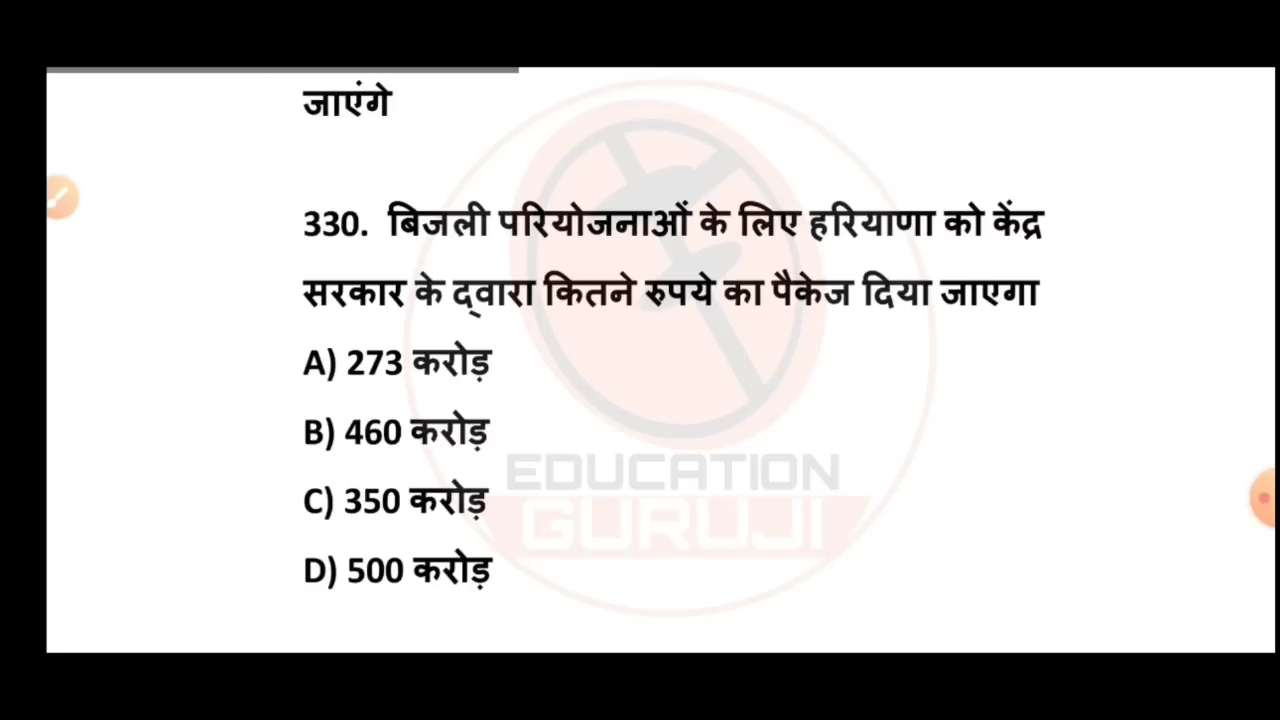 जाएंगे
330. बिजली परियोजनाओं के लिए हरियाणा को केंद्र
सरकार के द्वारा कितने रुपये का पैकेज दिया जाएगा
A) 273 करोड़
B) 460 करोड़
C) 350 करोड़
D) 500 करोड़
EDUCATION
GURUJI